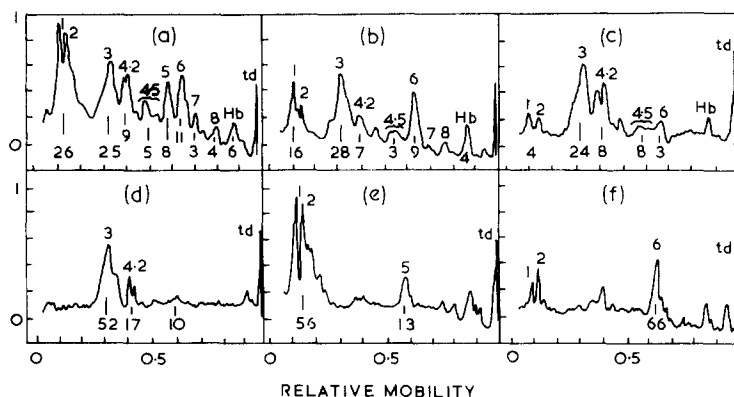 1
(a)
(b)
(c)
td
td
td
1 2 3 4·2 4·5 5 6 7 8 Hb
1 2 3 4·2 4·5 6 7 8 Hb
1 2 3 4·2 4·5 6 Hb
0
26 25 9 5 8 11 3 4 6
16 28 7 3 9 4
4 24 8 8 3
1
(d)
(e)
(f)
td
td
td
3 4·2
1 2 5
1 2 6
0
52 17 10
56 13
66
0 0·5 0 0·5 0 0·5
RELATIVE MOBILITY